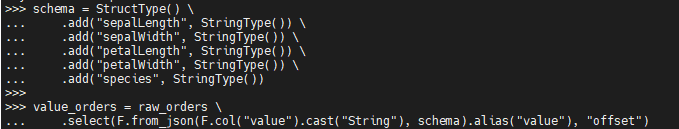 >>> schema = StructType() \
...     .add("sepalLength", StringType()) \
...     .add("sepalWidth", StringType()) \
...     .add("petalLength", StringType()) \
...     .add("petalWidth", StringType()) \
...     .add("species", StringType())
>>>
>>> value_orders = raw_orders \
...     .select(F.from_json(F.col("value").cast("String"), schema).alias("value"), "offset")